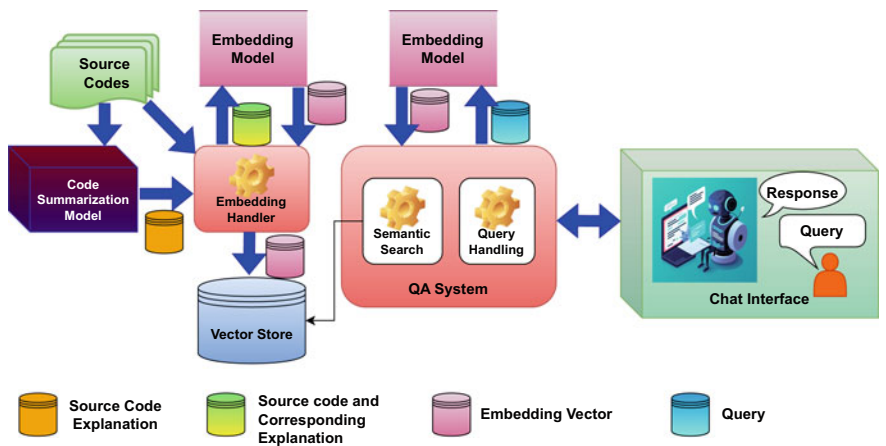 Source
Codes
Embedding
Model
Embedding
Model
Code
Summarization
Model
Embedding
Handler
Semantic
Search
Query
Handling
QA System
Response
Query
Chat Interface
Vector Store
Source Code
Explanation
Source code and
Corresponding
Explanation
Embedding Vector
Query